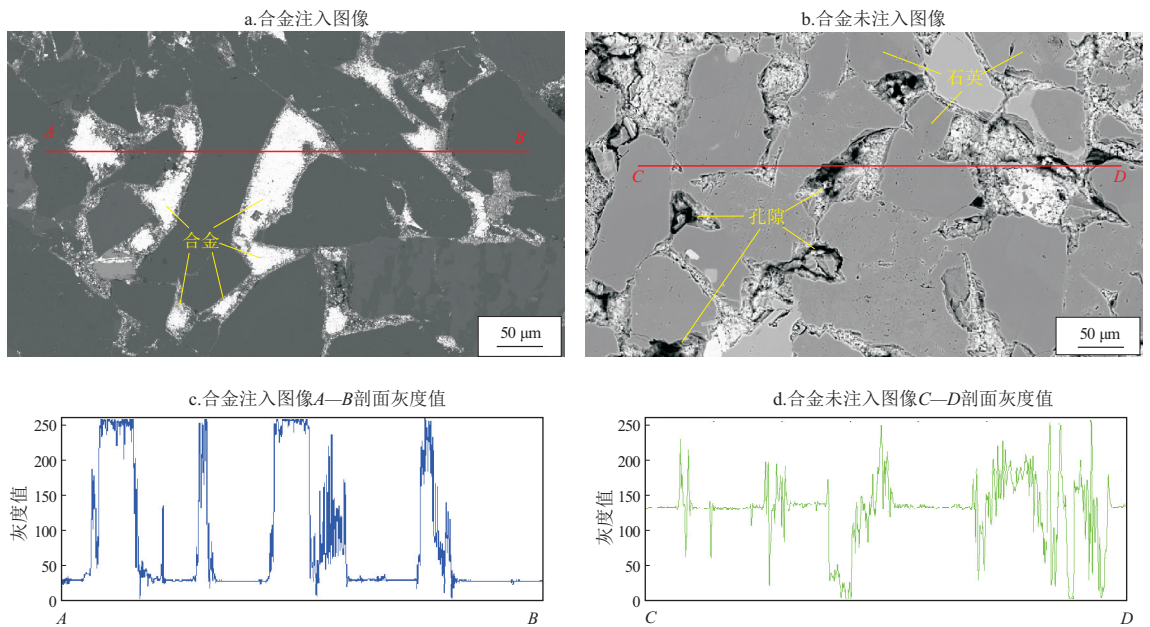 a.合金注入图像
b.合金未注入图像
A
B
合金
50 μm
石英
C
D
孔隙
50 μm
c.合金注入图像A—B剖面灰度值
d.合金未注入图像C—D剖面灰度值
灰度值
250
200
150
100
50
0
A
B
灰度值
250
200
150
100
50
0
C
D